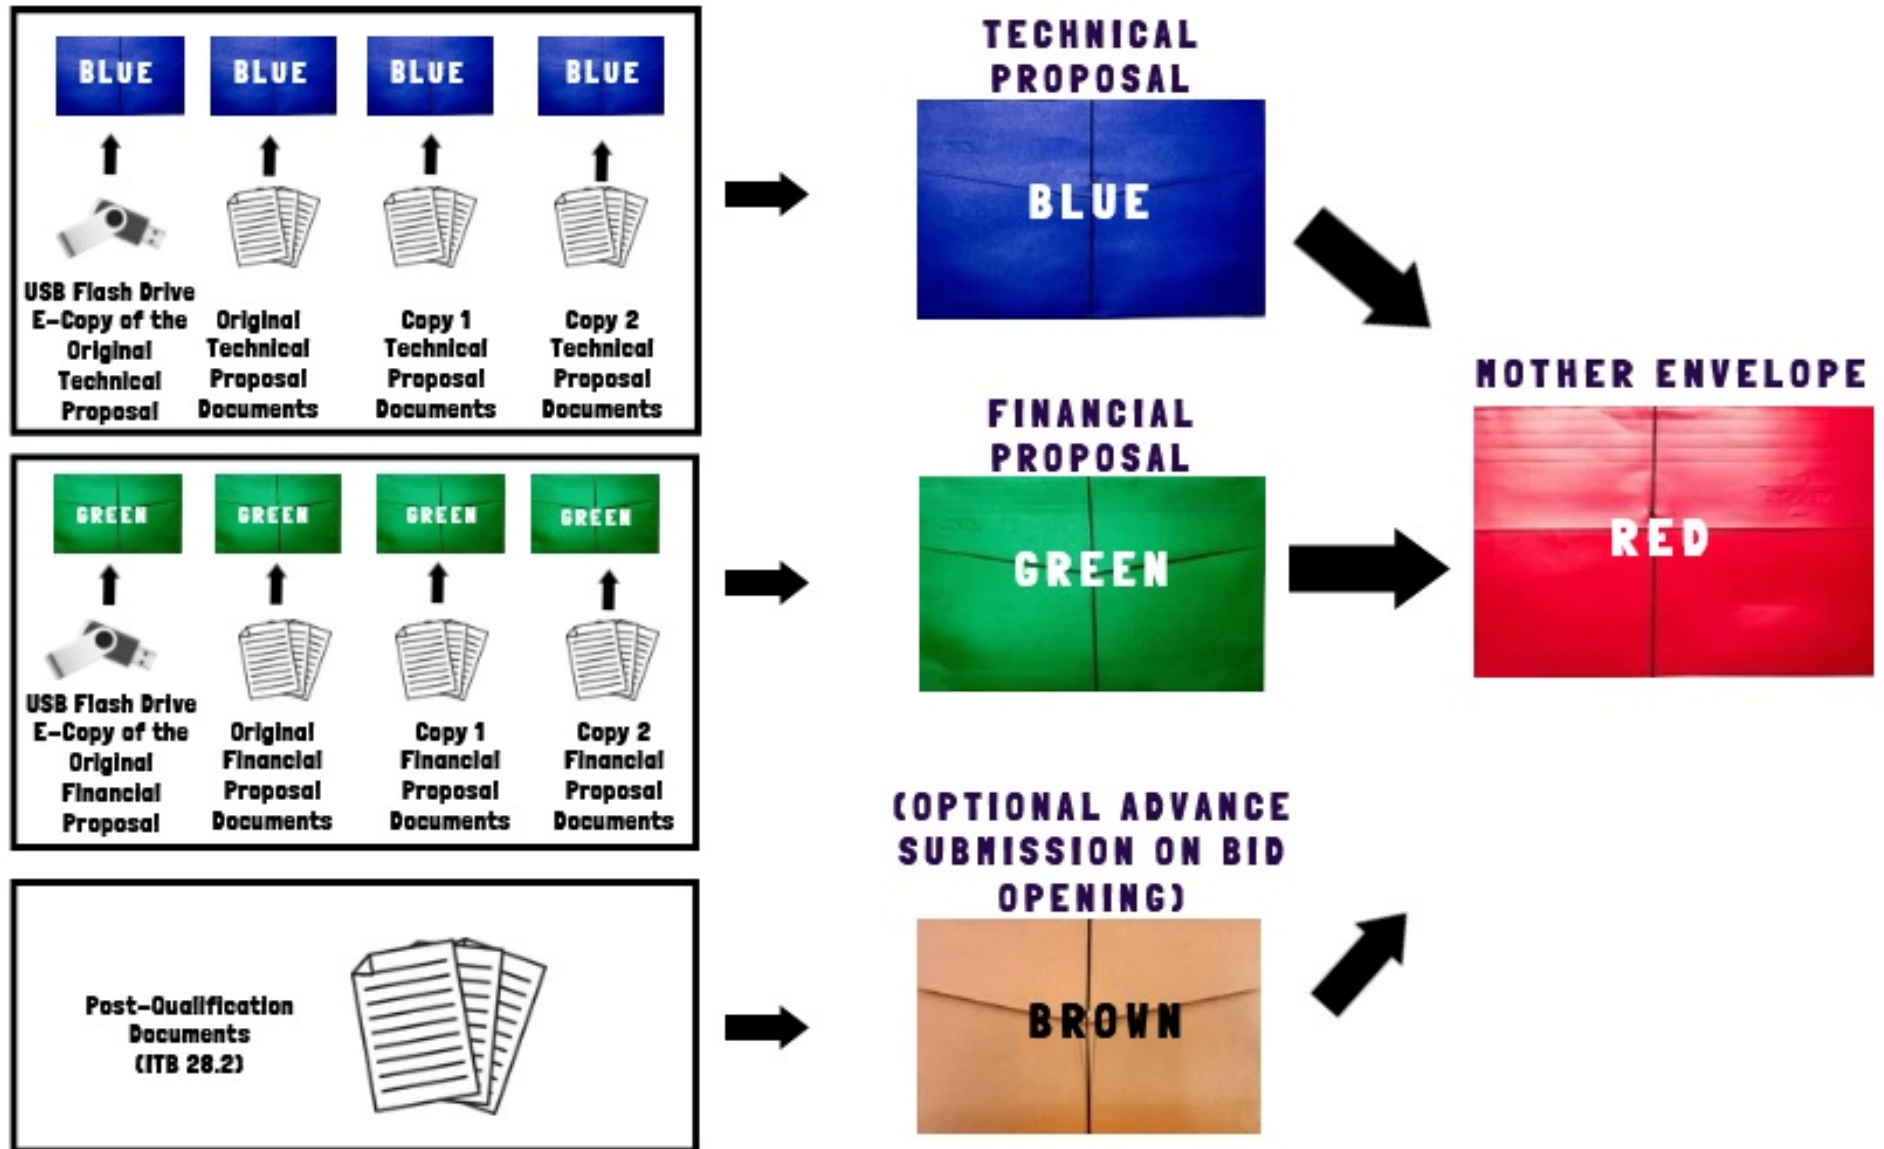 BLUE
BLUE
BLUE
BLUE
USB Flash Drive
E-Copy of the
Original
Technical
Proposal
Original
Technical
Proposal
Documents
Copy 1
Technical
Proposal
Documents
Copy 2
Technical
Proposal
Documents
TECHNICAL
PROPOSAL
BLUE
GREEN
GREEN
GREEN
GREEN
USB Flash Drive
E-Copy of the
Original
Financial
Proposal
Original
Financial
Proposal
Documents
Copy 1
Financial
Proposal
Documents
Copy 2
Financial
Proposal
Documents
FINANCIAL
PROPOSAL
GREEN
MOTHER ENVELOPE
RED
Post-Qualification
Documents
(ITB 28.2)
(OPTIONAL ADVANCE
SUBMISSION ON BID
OPENING)
BROWN